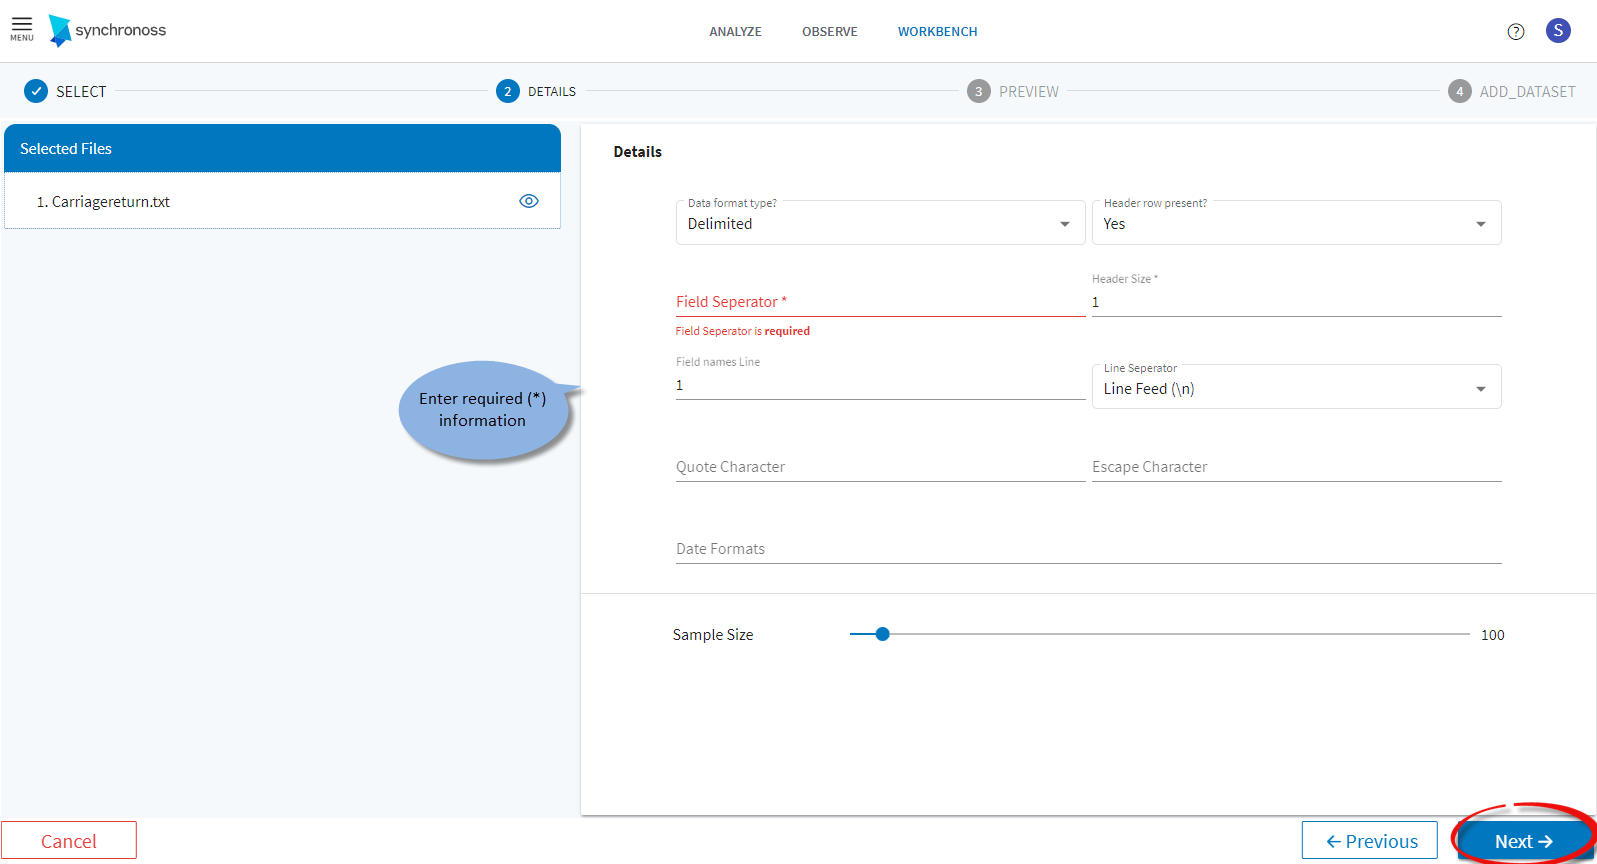 MENU
synchronoss
ANALYZE OBSERVE WORKBENCH
? S
SELECT
2 DETAILS
3 PREVIEW
4 ADD_DATASET
Selected Files
1. Carriagereturn.txt
Details
Data format type?
Delimited
Header row present?
Yes
Field Seperator *
Field Seperator is required
Header Size *
1
Field names Line
1
Line Seperator
Line Feed (\n)
Enter required (*)
information
Quote Character
Escape Character
Date Formats
Sample Size
100
Cancel
Previous
Next